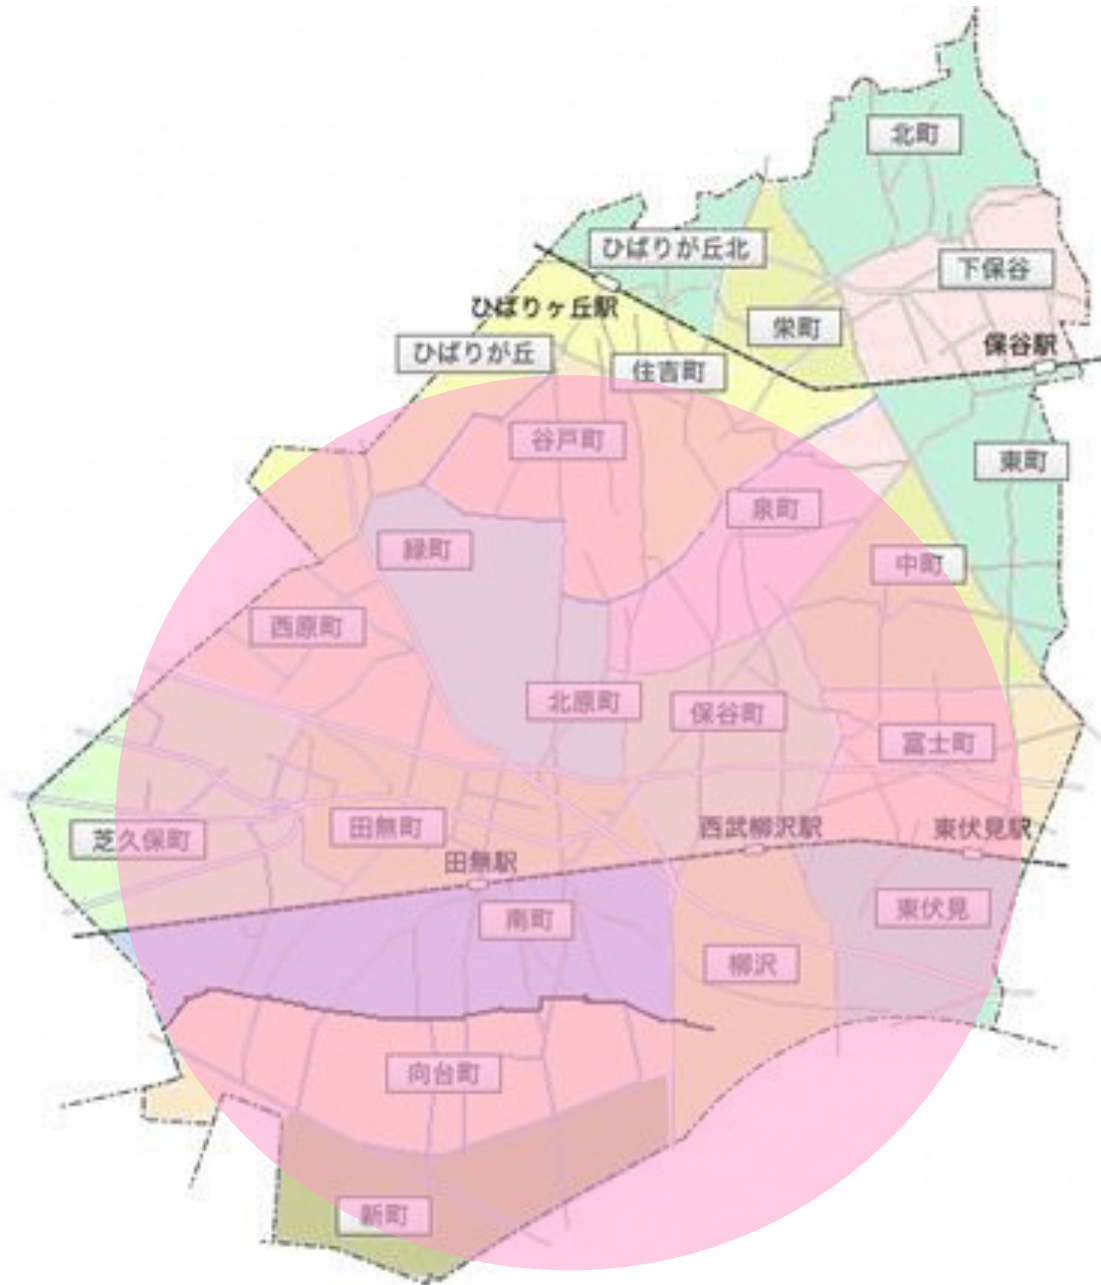 北町
ひばりが丘北
下保谷
ひばりヶ丘駅
栄町
保谷駅
ひばりが丘
住吉町
谷戸町
東町
泉町
緑町
中町
西原町
北原町
保谷町
富士町
芝久保町
田無町
西武柳沢駅
東伏見駅
田無駅
南町
東伏見
柳沢
向台町
新町